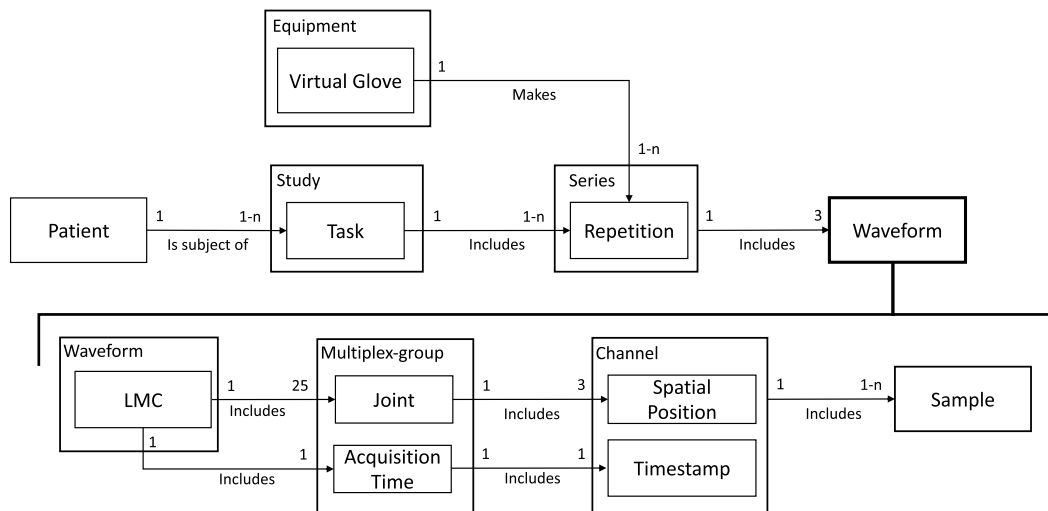 Equipment
Virtual Glove
1
Makes
1-n
Study
Series
Patient
1
1-n
Is subject of
Task
1
1-n
Includes
Repetition
1
3
Includes
Waveform
Waveform
Multiplex-group
Channel
LMC
1
25
Includes
Joint
1
3
Includes
Spatial
Position
1
1-n
Includes
Sample
1
1
Includes
Acquisition
Time
1
1
Includes
Timestamp